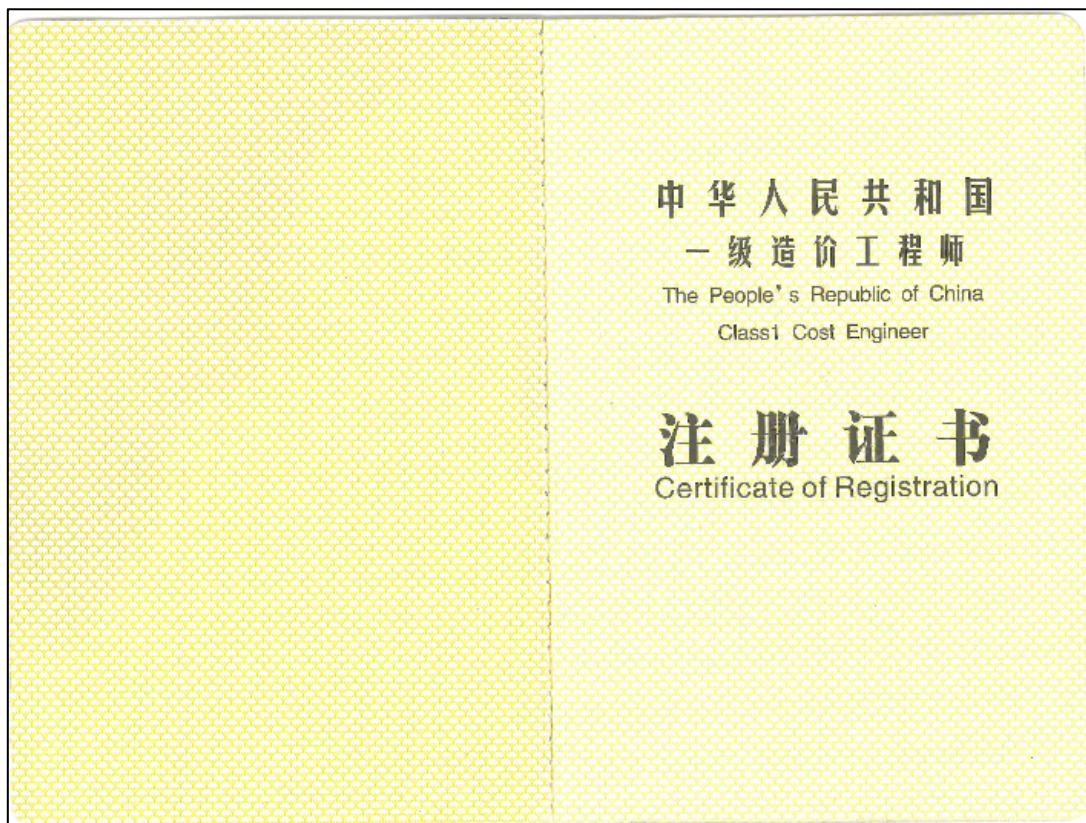 中华人民共和国
一级造价工程师
The People's Republic of China
Class1 Cost Engineer
注册证书
Certificate of Registration